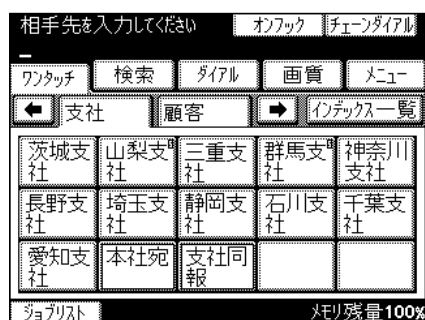 相手先を入力してください オンフック チェーンダイアル
ワンタッチ 検索 ダイアル 画質 メニュー
支社 顧客 インデックス一覧
茨城支社 山梨支社 三重支社 群馬支社 神奈川支社
長野支社 埼玉支社 静岡支社 石川支社 千葉支社
愛知支社 本社宛 支社同報
ジョブリスト メモリ残量100%